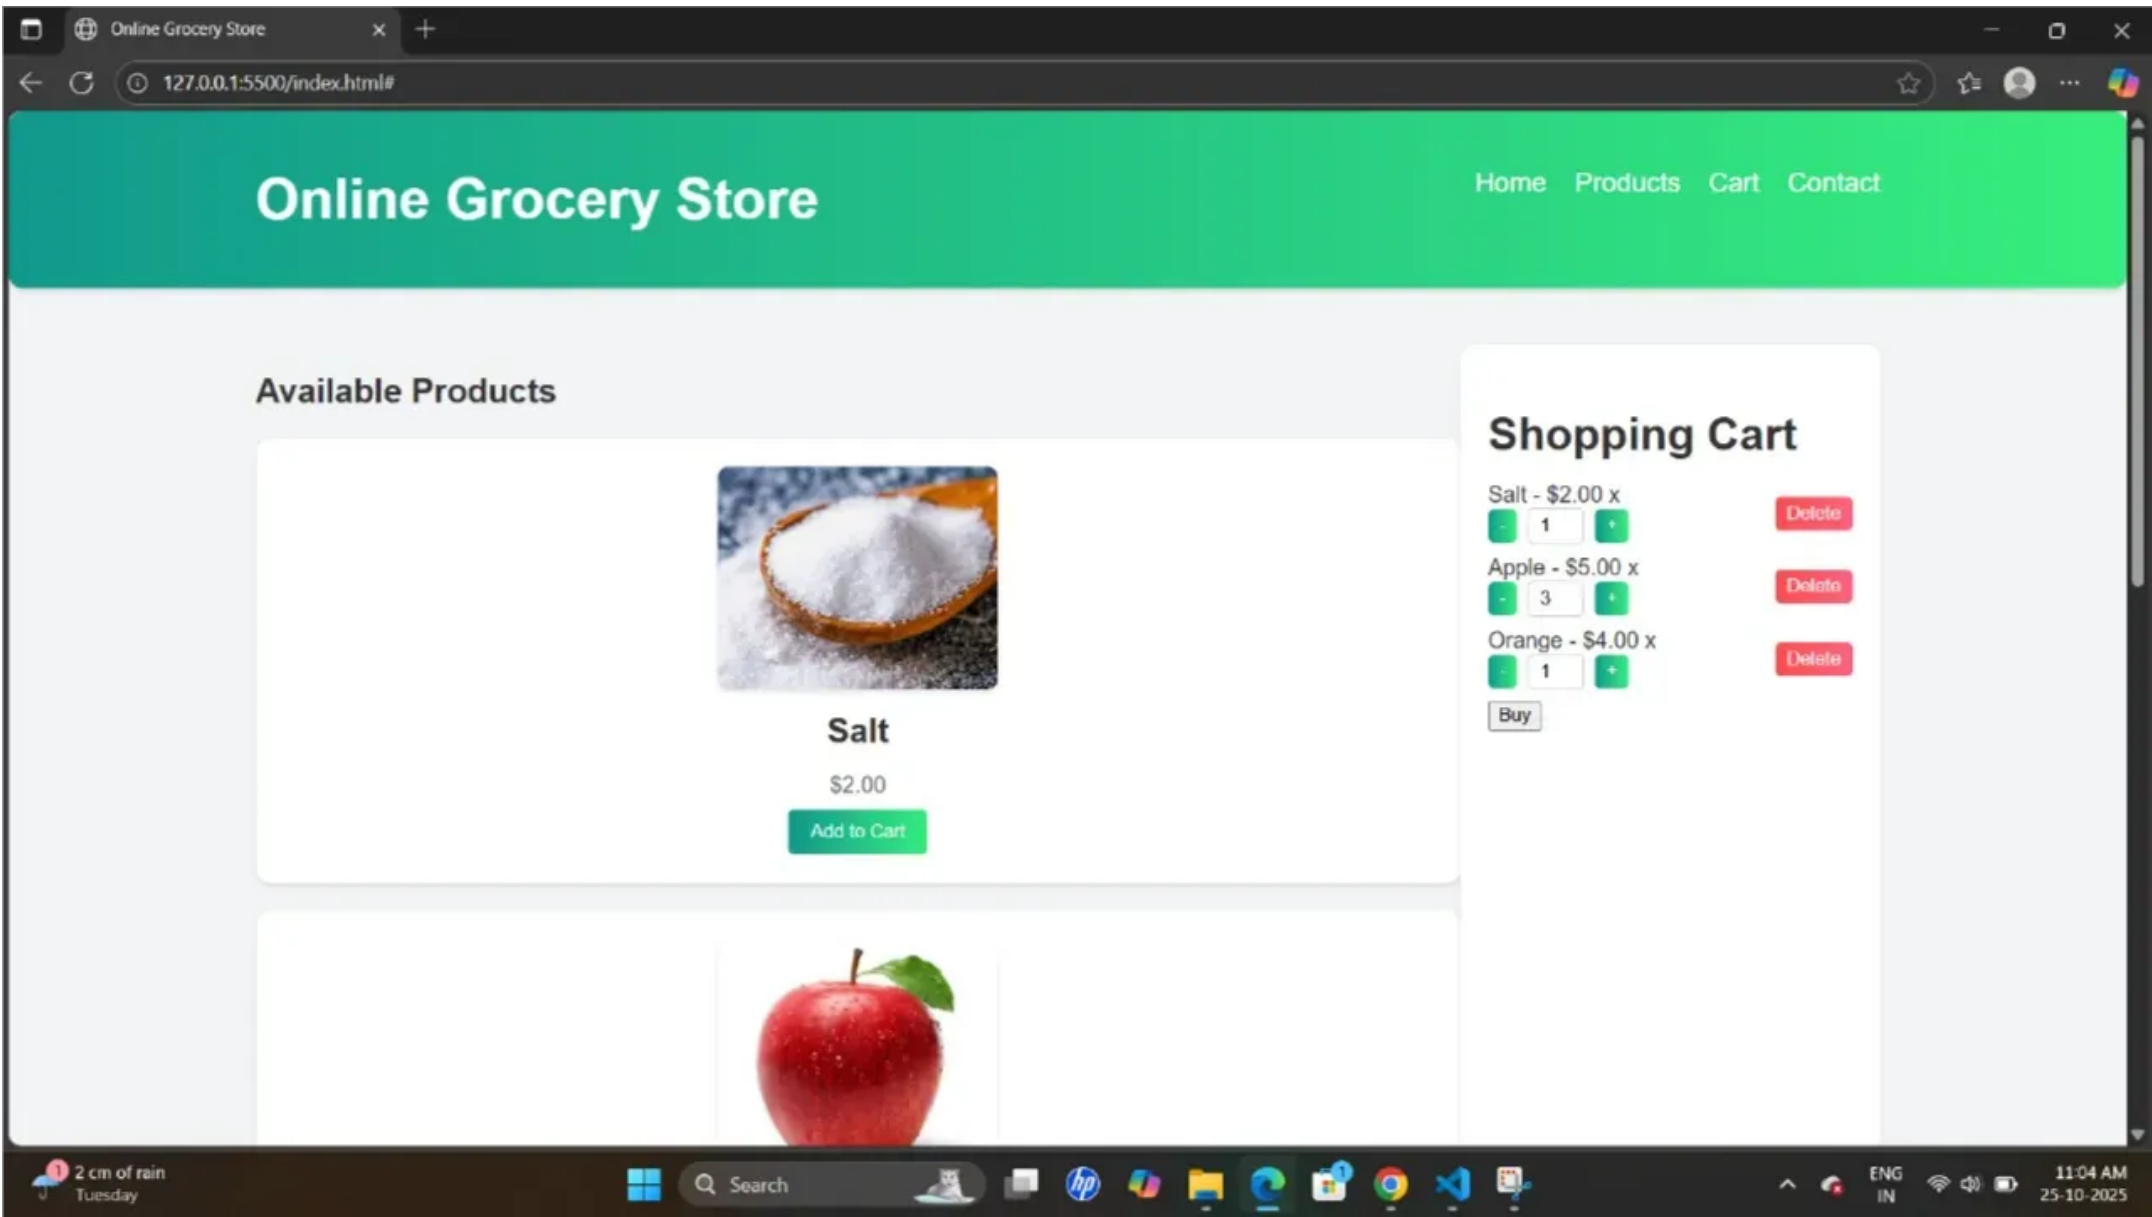 Online Grocery Store
127.0.0.1:5500/index.html#
Online Grocery Store
Home Products Cart Contact
Available Products
Salt
$2.00
Add to Cart
Shopping Cart
Salt - $2.00 x
- 1 +
Delete
Apple - $5.00 x
- 3 +
Delete
Orange - $4.00 x
- 1 +
Delete
Buy
1
2 cm of rain
Tuesday
Search
hp
1
ENG
IN
11:04 AM
25-10-2025